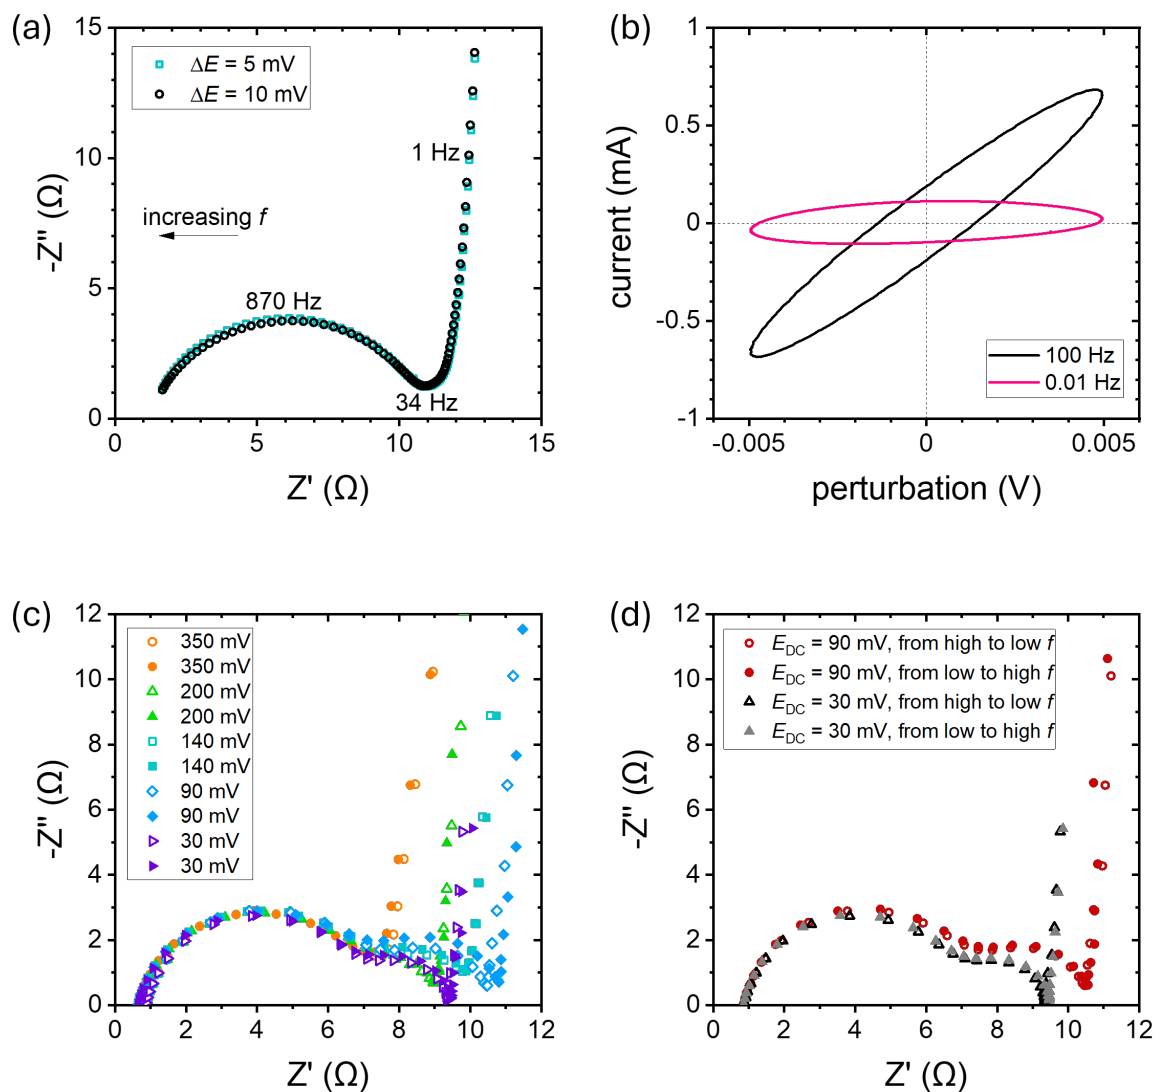 (a)
15
10
5
0
0
5
10
15
ΔE = 5 mV
ΔE = 10 mV
1 Hz
increasing f
870 Hz
34 Hz
-Z'' (Ω)
Z' (Ω)
(b)
1
0.5
0
-0.5
-1
-0.005
0
0.005
100 Hz
0.01 Hz
current (mA)
perturbation (V)
(c)
12
10
8
6
4
2
0
0
2
4
6
8
10
12
350 mV
350 mV
200 mV
200 mV
140 mV
140 mV
90 mV
90 mV
30 mV
30 mV
-Z'' (Ω)
Z' (Ω)
(d)
12
10
8
6
4
2
0
0
2
4
6
8
10
12
EDC = 90 mV, from high to low f
EDC = 90 mV, from low to high f
EDC = 30 mV, from high to low f
EDC = 30 mV, from low to high f
-Z'' (Ω)
Z' (Ω)